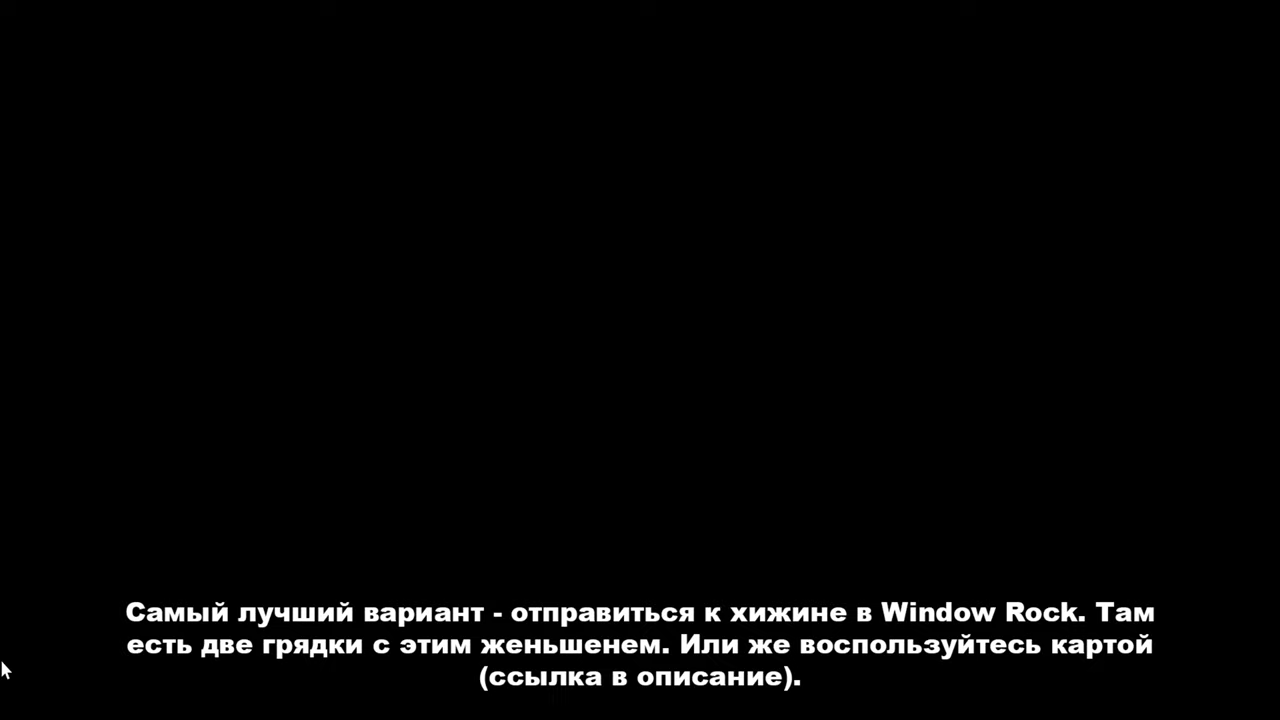 Самый лучший вариант - отправиться к хижине в Window Rock. Там
есть две грядки с этим женьшенем. Или же воспользуйтесь картой
(ссылка в описание).